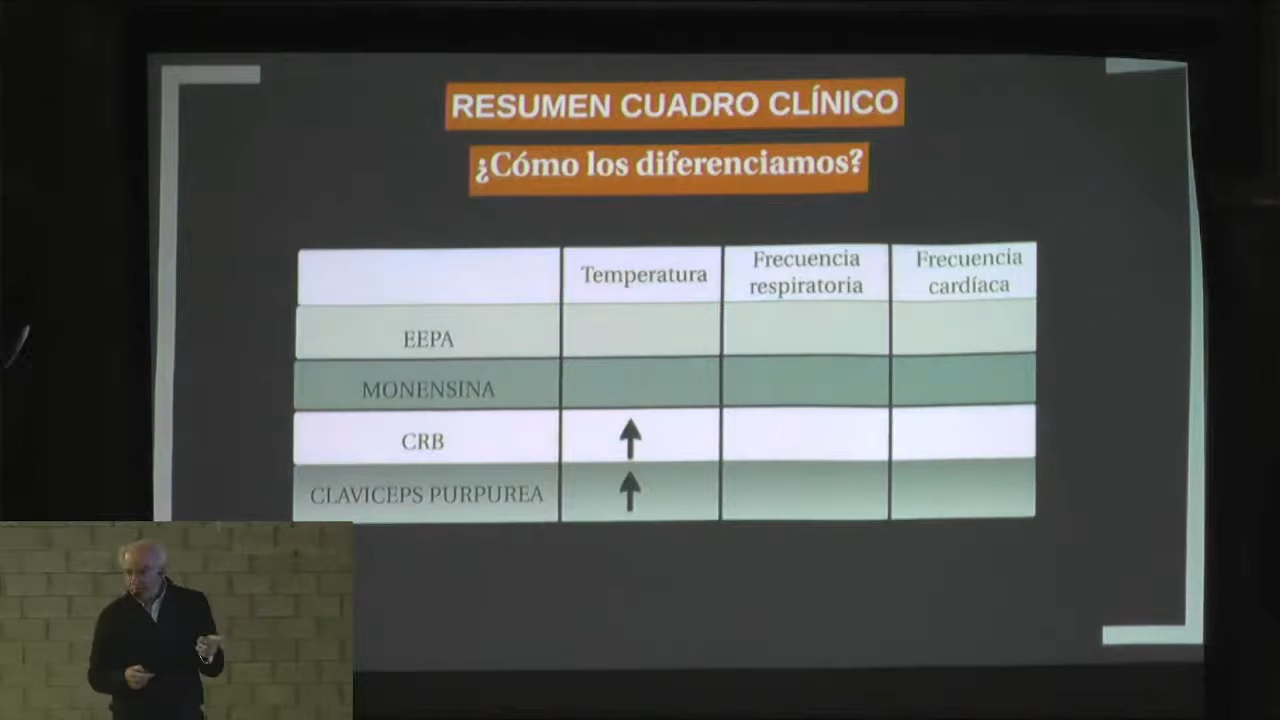 RESUMEN CUADRO CLÍNICO
¿Cómo los diferenciamos?
Temperatura
Frecuencia
respiratoria
Frecuencia
cardíaca
EEPA
MONENSINA
CRB
CLAVICEPS PURPUREA